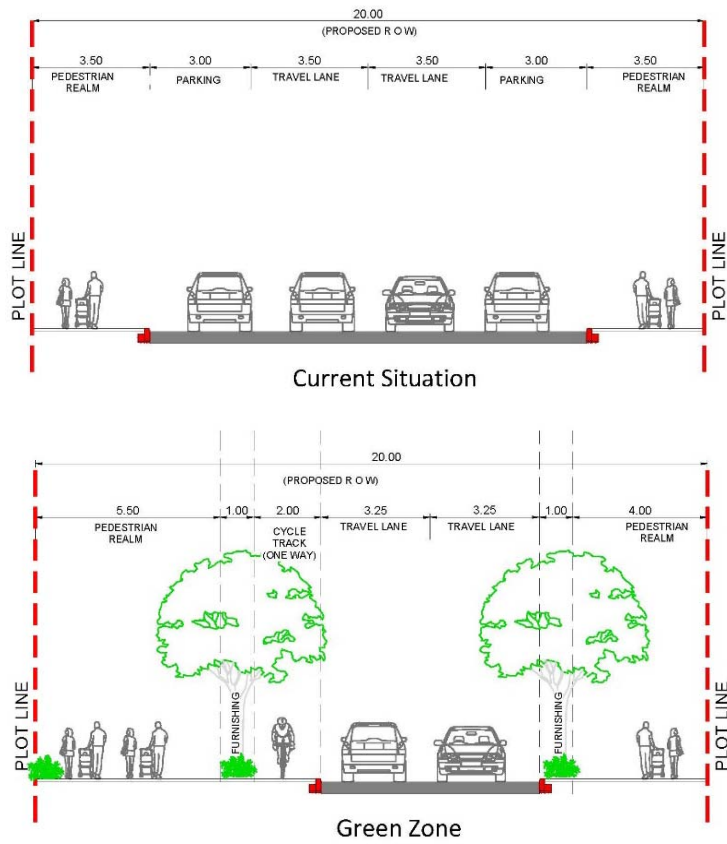 20.00
(PROPOSED R O W)
3.50 3.00 3.50 3.50 3.00 3.50
PEDESTRIAN REALM
PARKING
TRAVEL LANE
TRAVEL LANE
PARKING
PEDESTRIAN REALM
PLOT LINE
PLOT LINE
Current Situation
20.00
(PROPOSED R O W)
5.50 1.00 2.00 3.25 3.25 1.00 4.00
PEDESTRIAN REALM
CYCLE TRACK (ONE WAY)
TRAVEL LANE
TRAVEL LANE
PEDESTRIAN REALM
PLOT LINE
FURNISHING
FURNISHING
PLOT LINE
Green Zone